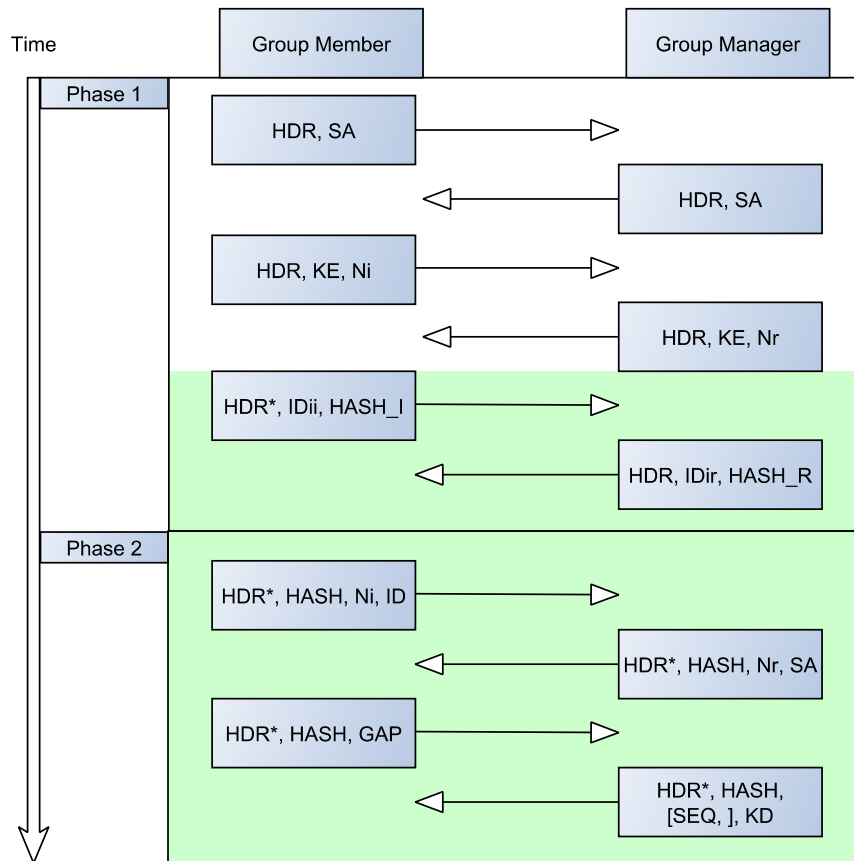 Time
Group Member
Group Manager
Phase 1
HDR, SA
HDR, SA
HDR, KE, Ni
HDR, KE, Nr
HDR*, IDii, HASH_I
HDR, IDir, HASH_R
Phase 2
HDR*, HASH, Ni, ID
HDR*, HASH, Nr, SA
HDR*, HASH, GAP
HDR*, HASH,
[SEQ, ], KD